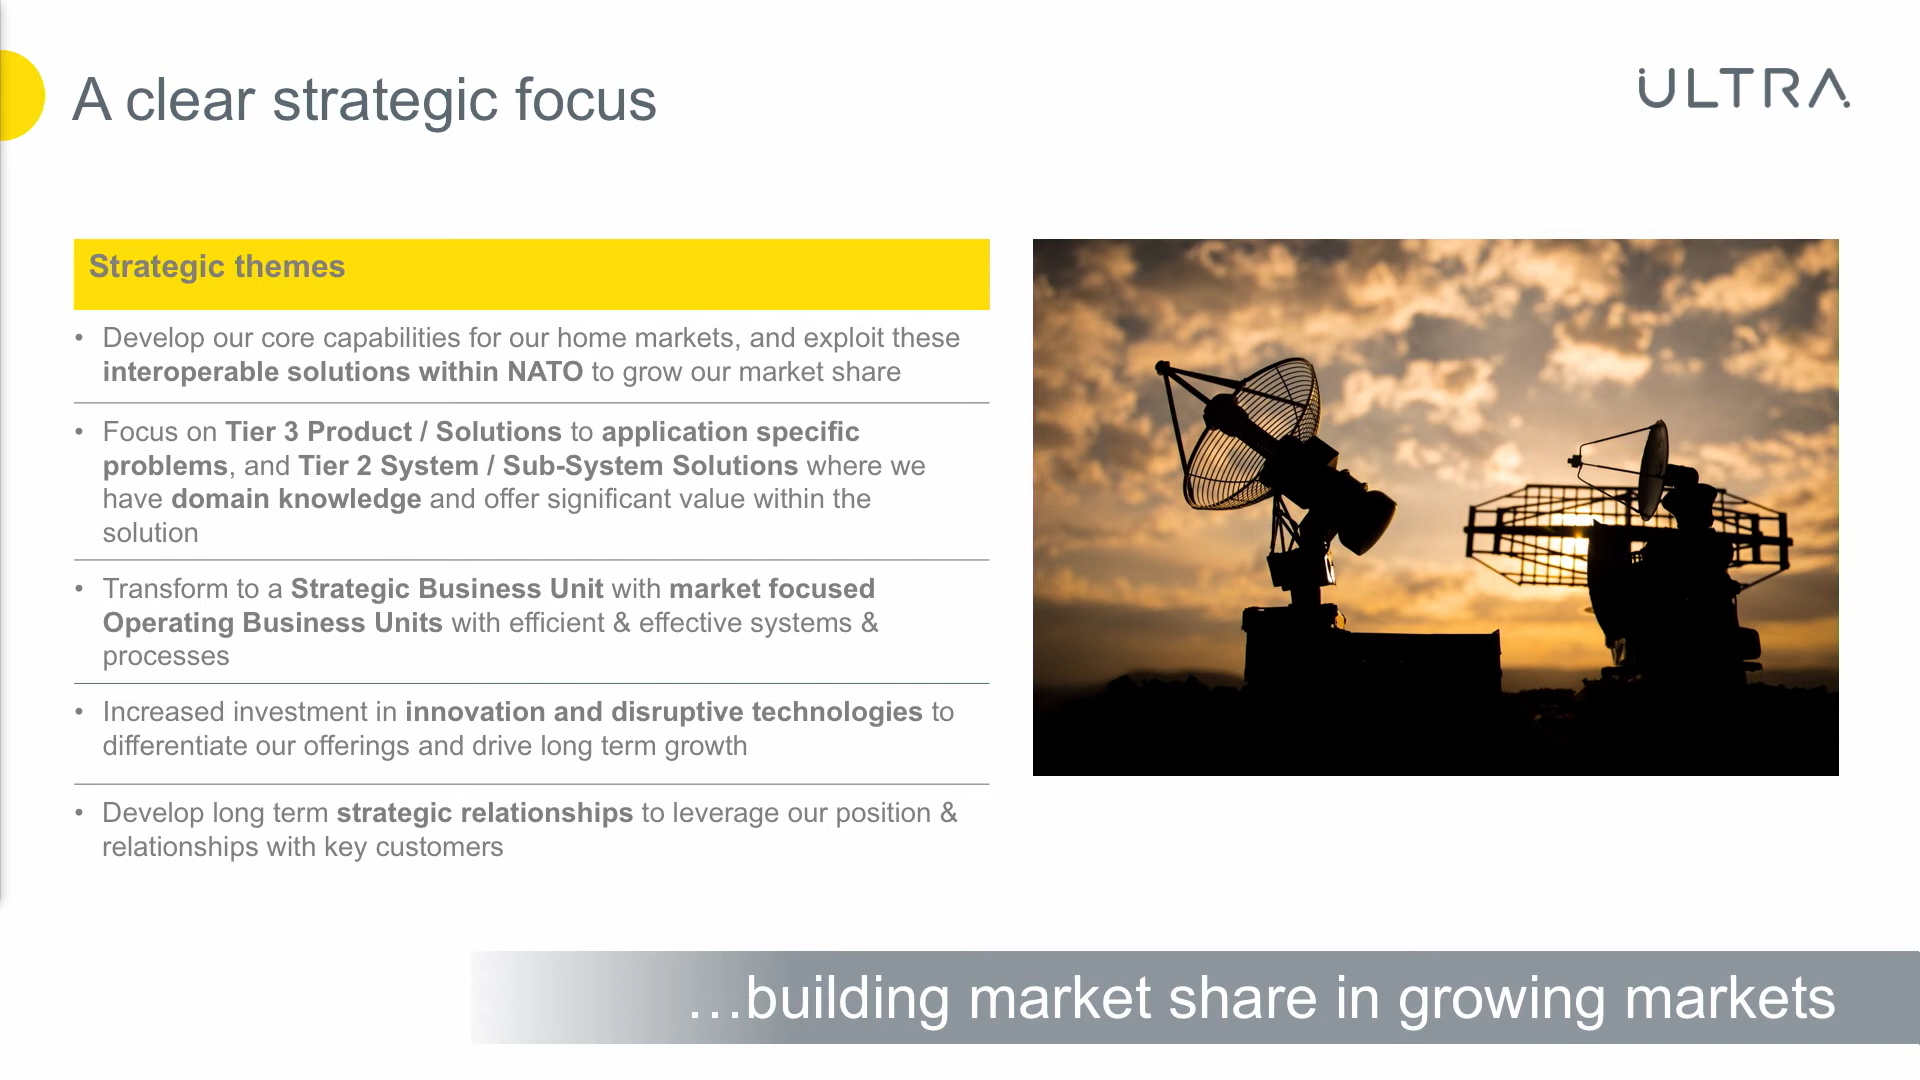 A clear strategic focus
ULTRA
Strategic themes
• Develop our core capabilities for our home markets, and exploit these
interoperable solutions within NATO to grow our market share
• Focus on Tier 3 Product / Solutions to application specific
problems, and Tier 2 System / Sub-System Solutions where we
have domain knowledge and offer significant value within the
solution
• Transform to a Strategic Business Unit with market focused
Operating Business Units with efficient & effective systems &
processes
• Increased investment in innovation and disruptive technologies to
differentiate our offerings and drive long term growth
• Develop long term strategic relationships to leverage our position &
relationships with key customers
…building market share in growing markets